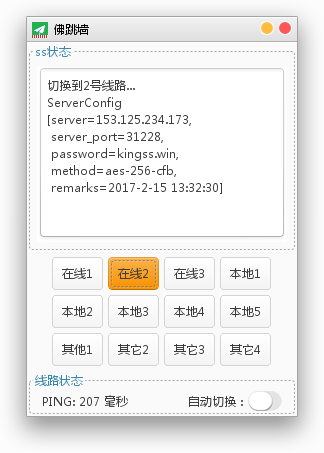 佛跳墙
ss状态
切换到2号线路...
ServerConfig
[server=153.125.234.173,
server_port=31228,
password=kingss.win,
method=aes-256-cfb,
remarks=2017-2-15 13:32:30]
在线1 在线2 在线3 本地1
本地2 本地3 本地4 本地5
其他1 其它2 其它3 其它4
线路状态
PING: 207 毫秒 自动切换：